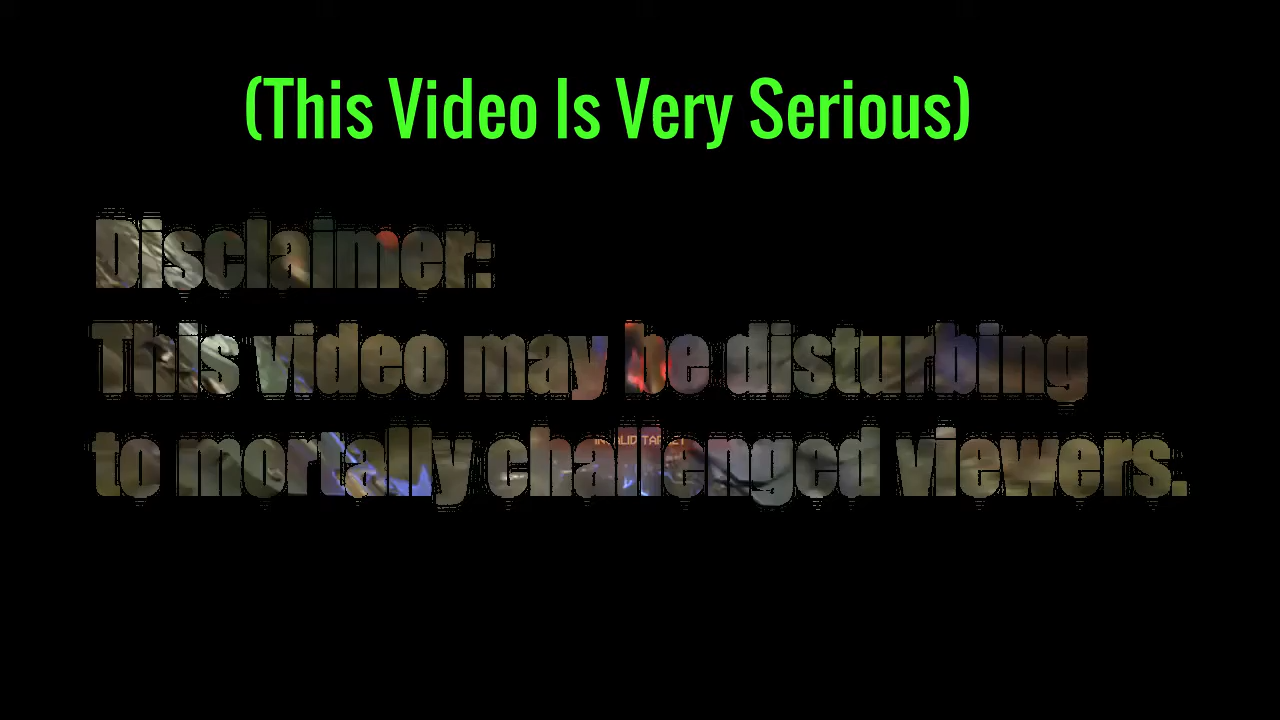 (This Video Is Very Serious)
Disclaimer:
This video may be disturbing
to mortally challenged viewers.